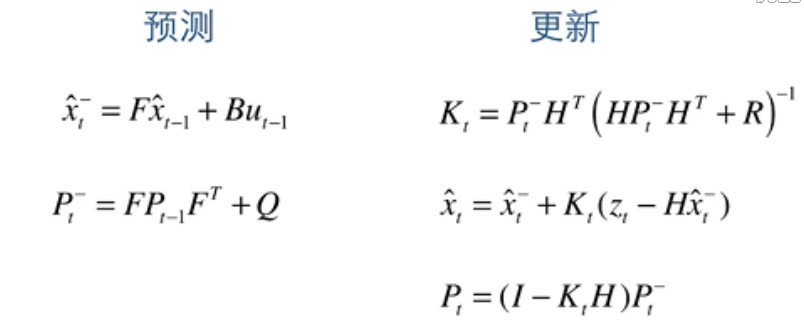 预测
x̂ₜ⁻ = Fx̂ₜ₋₁ + Buₜ₋₁
Pₜ⁻ = FPₜ₋₁Fᵀ + Q
更新
Kₜ = Pₜ⁻Hᵀ(HPₜ⁻Hᵀ + R)⁻¹
x̂ₜ = x̂ₜ⁻ + Kₜ(zₜ − Hx̂ₜ⁻)
Pₜ = (I − KₜH)Pₜ⁻